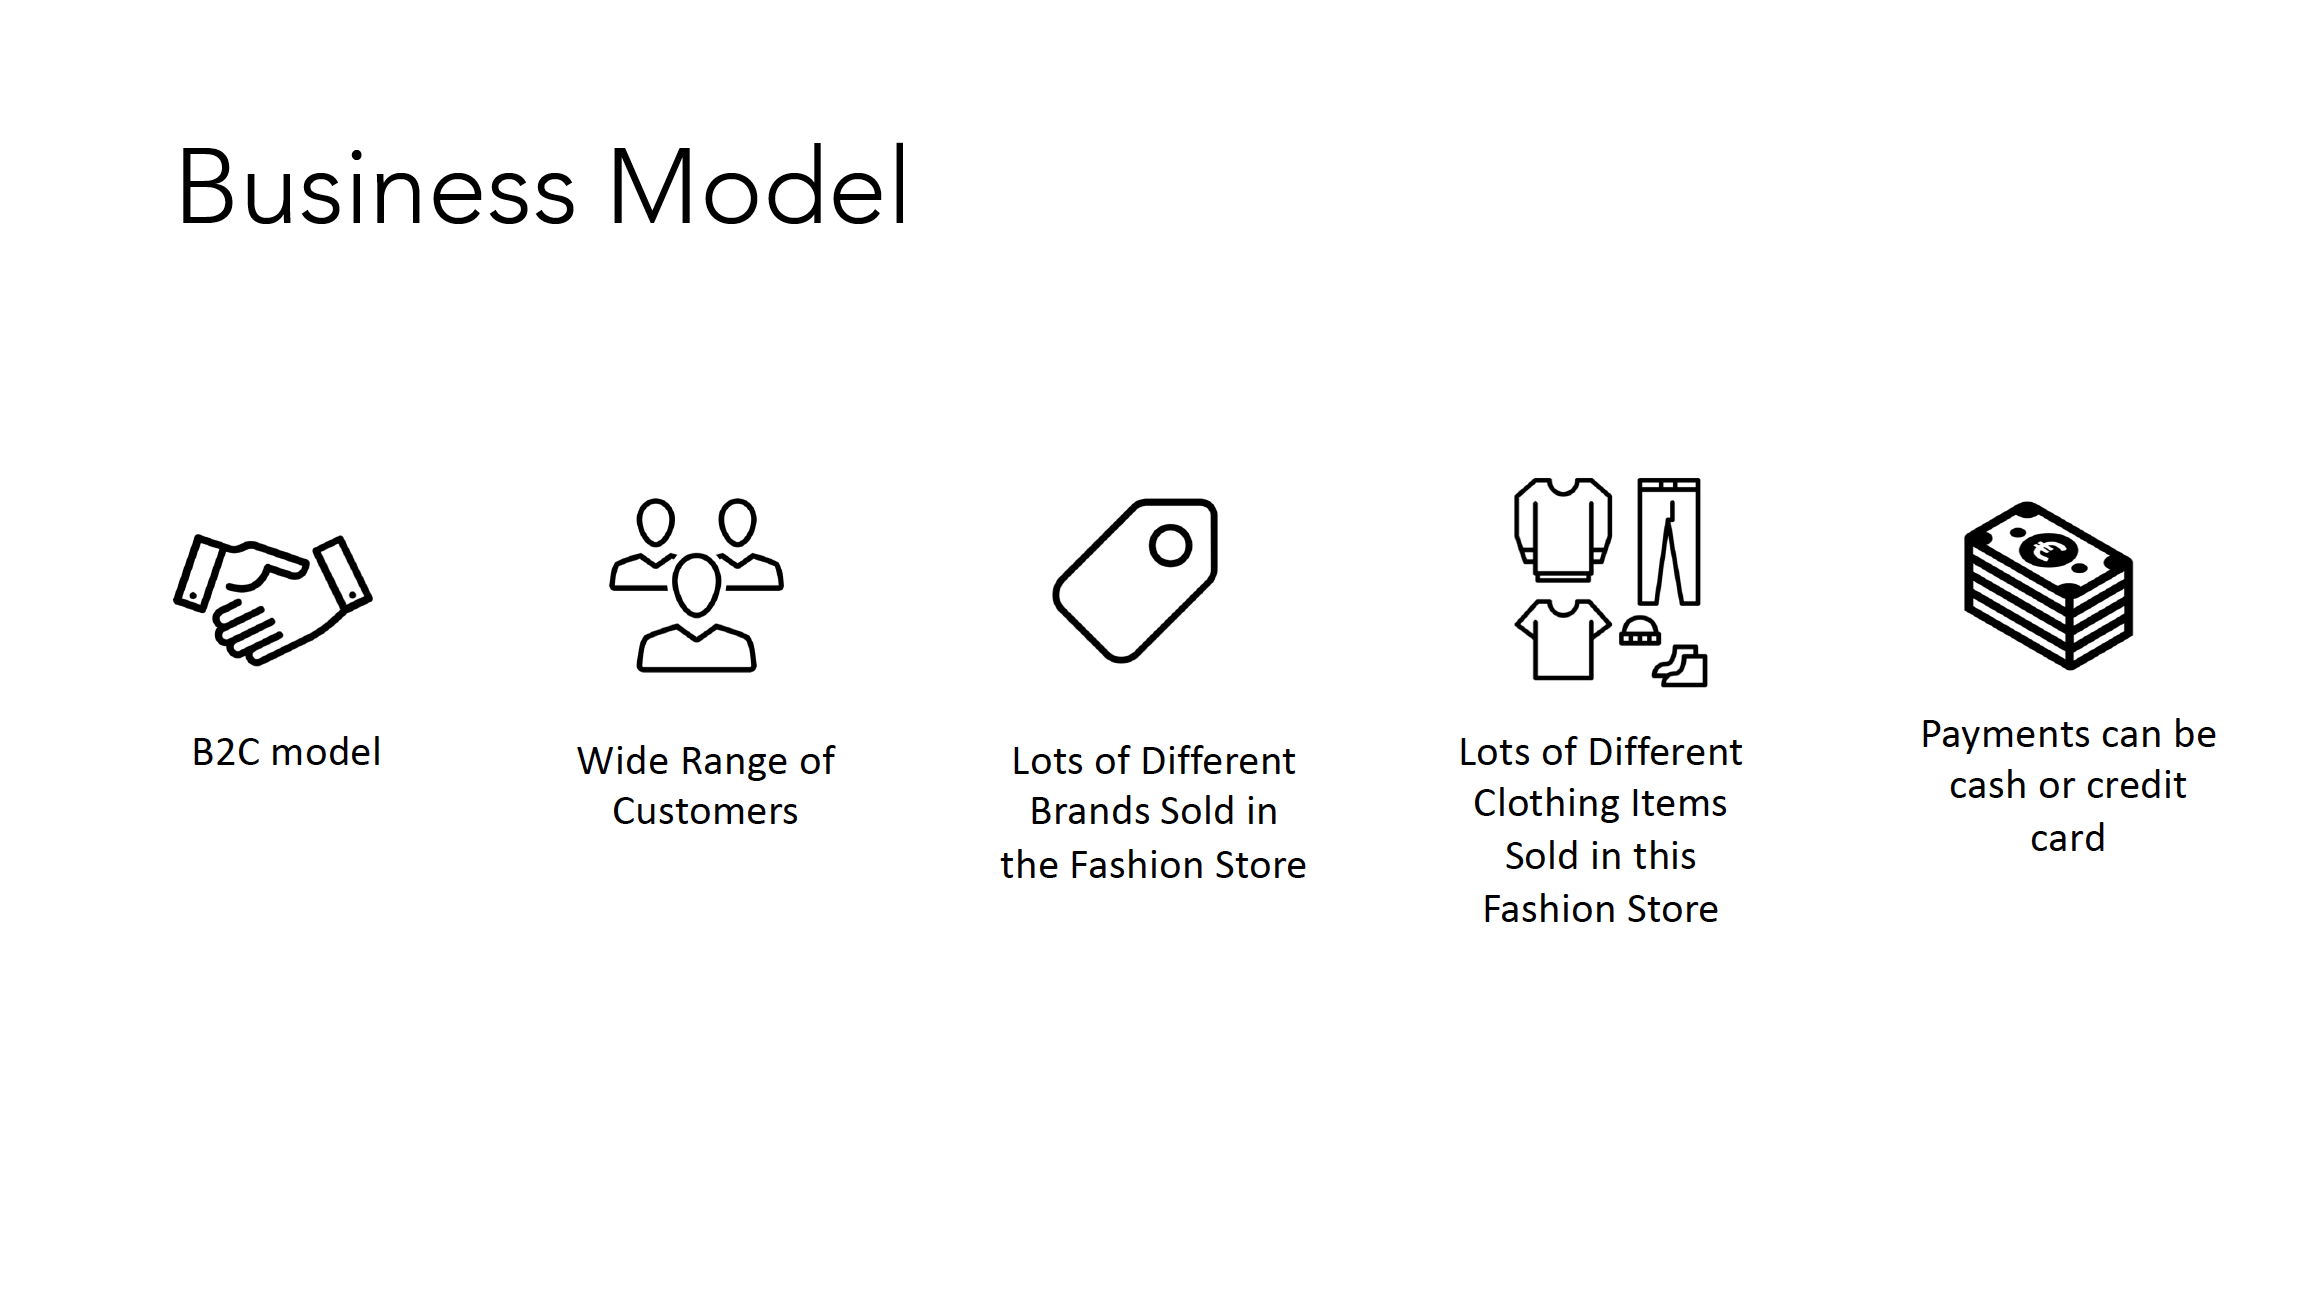 Business Model
B2C model
Wide Range of
Customers
Lots of Different
Brands Sold in
the Fashion Store
Lots of Different
Clothing Items
Sold in this
Fashion Store
€
Payments can be
cash or credit
card